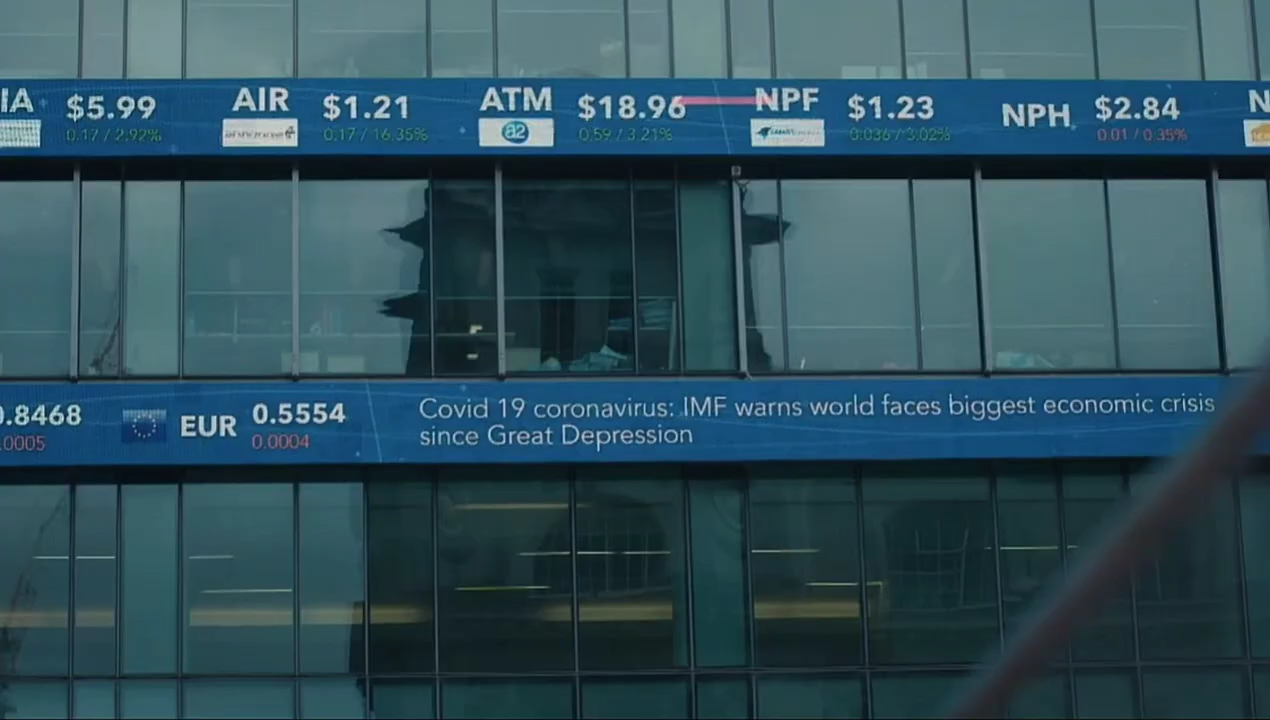 IA $5.99 AIR $1.21 ATM $18.96 NPF $1.23 NPH $2.84 N
0.17 / 2.92% 0.17 / 16.35% a2 0.59 / 3.21% 0.036 / 3.02% 0.01 / 0.35%
0.8468 EUR 0.5554
.0005 0.0004
Covid 19 coronavirus: IMF warns world faces biggest economic crisis
since Great Depression